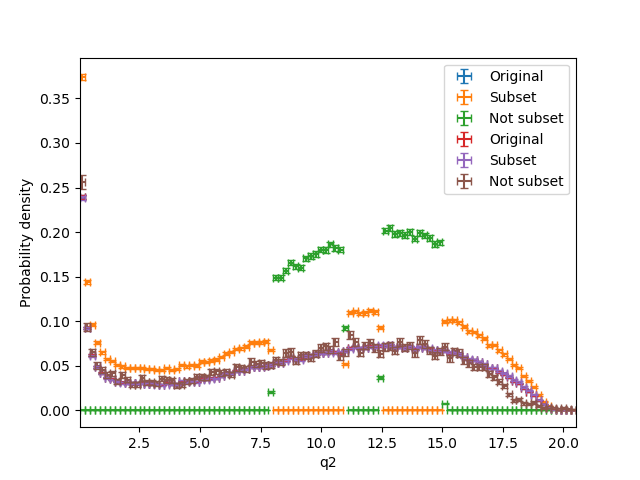 Original
Subset
Not subset
Original
Subset
Not subset
Probability density
0.35
0.30
0.25
0.20
0.15
0.10
0.05
0.00
2.5 5.0 7.5 10.0 12.5 15.0 17.5 20.0
q2